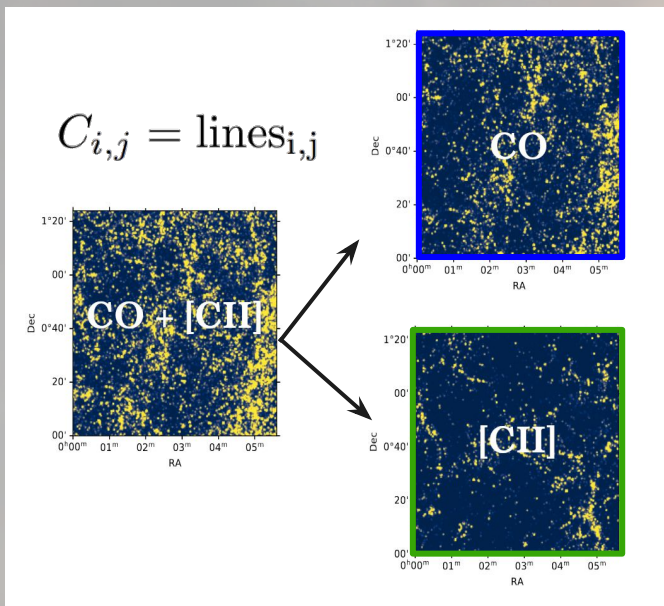 C_{i,j} = lines_{i,j}
1°20'
00'
0°40'
20'
00'
Dec
CO + [CII]
0ʰ00ᵐ 01ᵐ 02ᵐ 03ᵐ 04ᵐ 05ᵐ
RA
1°20'
00'
0°40'
20'
00'
Dec
CO
0ʰ00ᵐ 01ᵐ 02ᵐ 03ᵐ 04ᵐ 05ᵐ
RA
1°20'
00'
0°40'
20'
00'
Dec
[CII]
0ʰ00ᵐ 01ᵐ 02ᵐ 03ᵐ 04ᵐ 05ᵐ
RA